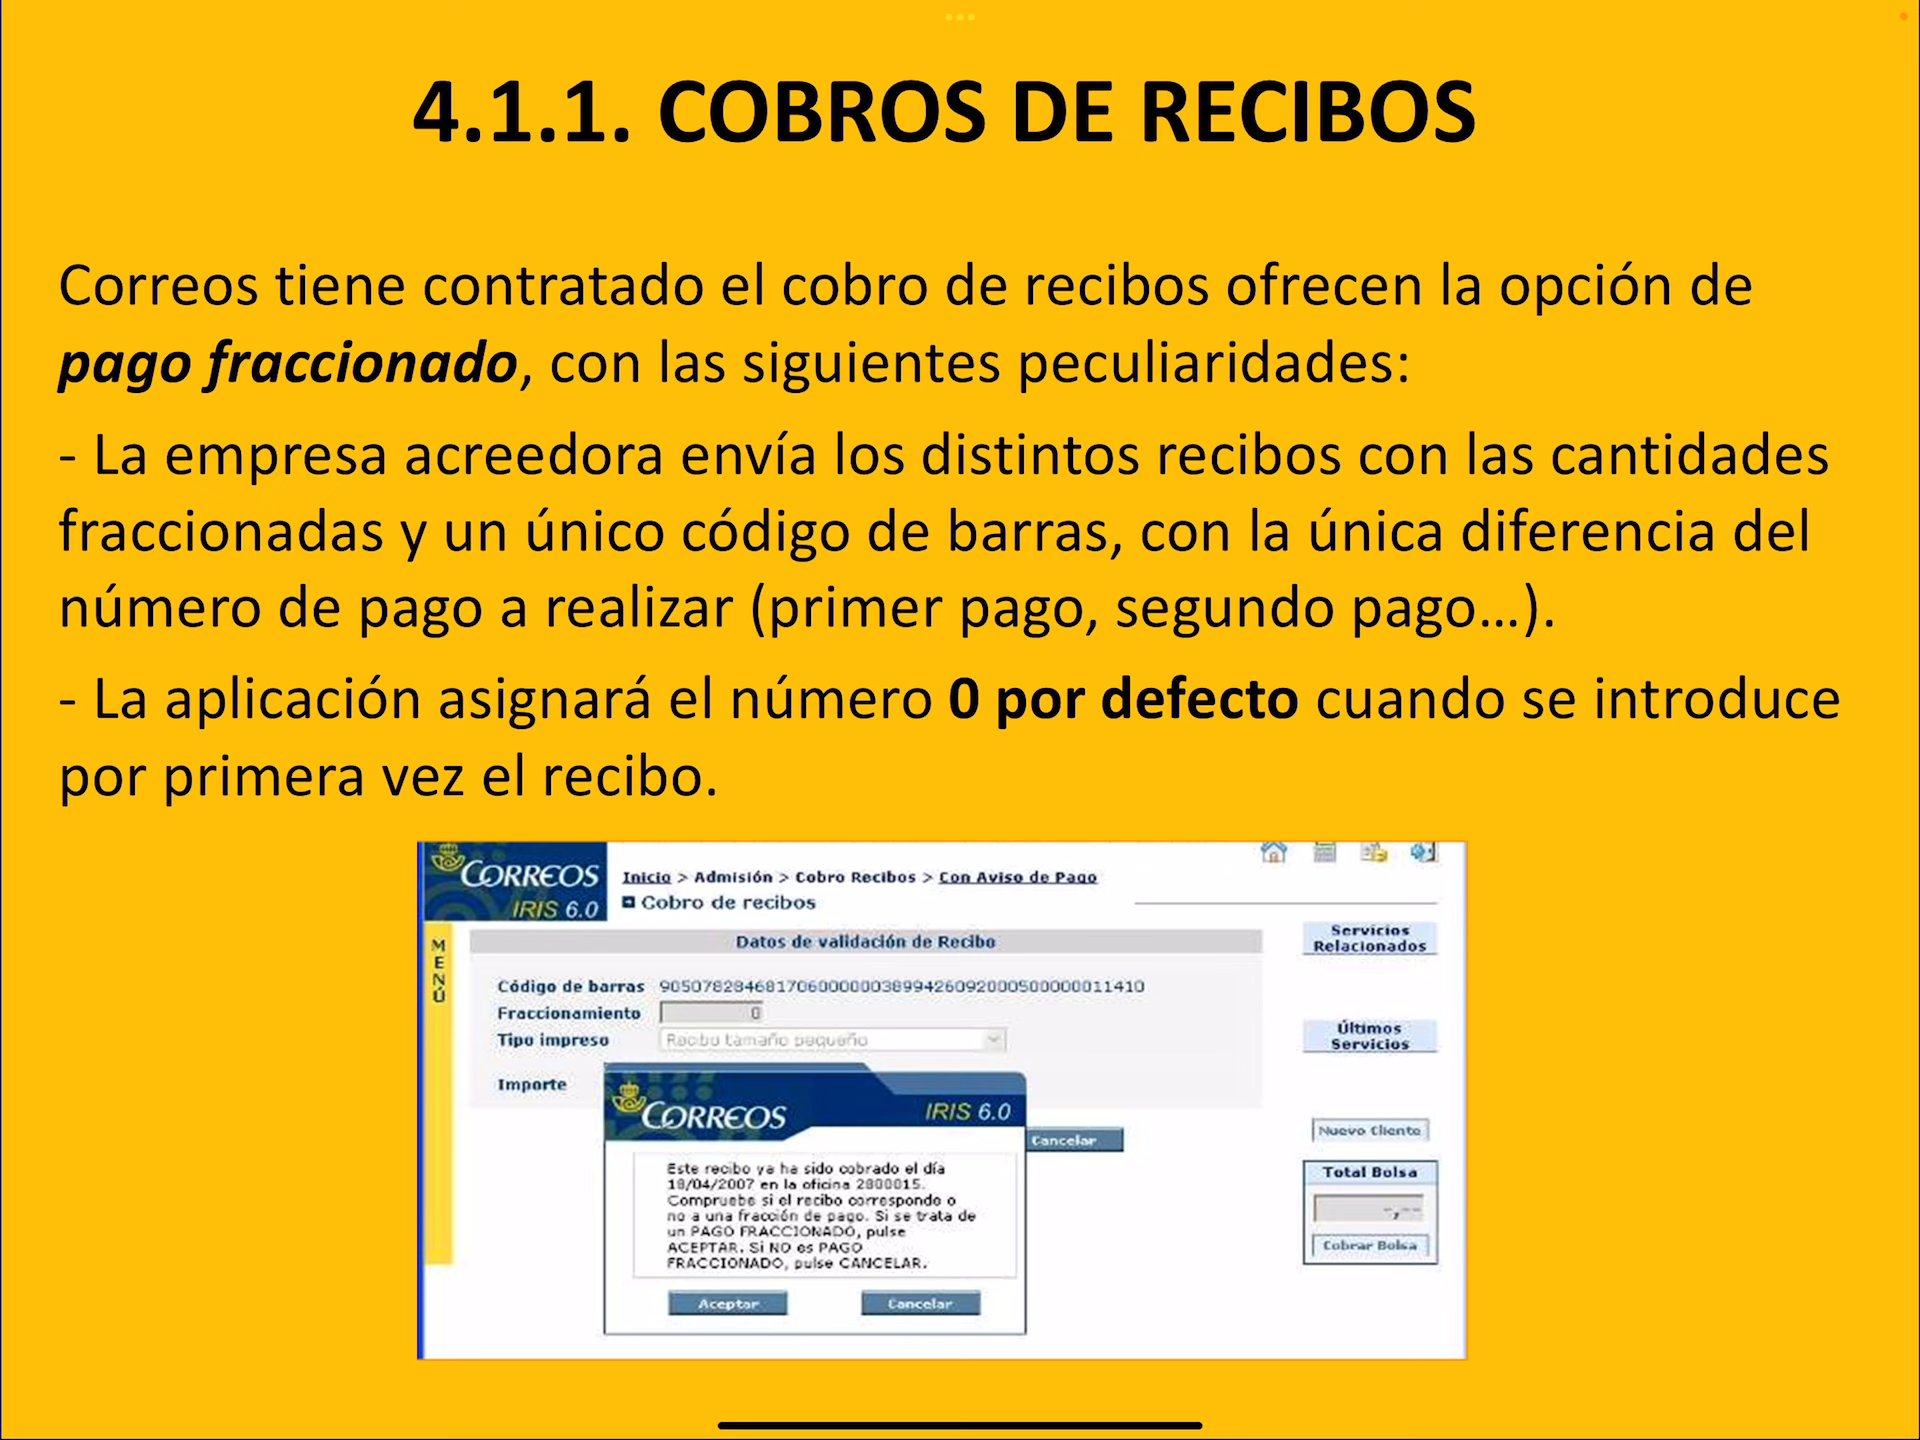 4.1.1. COBROS DE RECIBOS
Correos tiene contratado el cobro de recibos ofrecen la opción de
pago fraccionado, con las siguientes peculiaridades:
- La empresa acreedora envía los distintos recibos con las cantidades
fraccionadas y un único código de barras, con la única diferencia del
número de pago a realizar (primer pago, segundo pago...).
- La aplicación asignará el número 0 por defecto cuando se introduce
por primera vez el recibo.
CORREOS
IRIS 6.0
Inicio > Admisión > Cobro Recibos > Con Aviso de Pago
Cobro de recibos
MENÚ
Datos de validación de Recibo
Código de barras 9050782846817060000003899426092000500000011410
Fraccionamiento 0
Tipo impreso Recibo tamaño pequeño
Importe
CORREOS IRIS 6.0
Cancelar
Este recibo ya ha sido cobrado el día
18/04/2007 en la oficina 2800015.
Compruebe si el recibo corresponde o
no a una fracción de pago. Si se trata de
un PAGO FRACCIONADO, pulse
ACEPTAR. Si NO es PAGO
FRACCIONADO, pulse CANCELAR.
Aceptar Cancelar
Servicios
Relacionados
Últimos
Servicios
Nuevo Cliente
Total Bolsa
-,--
Cobrar Bolsa